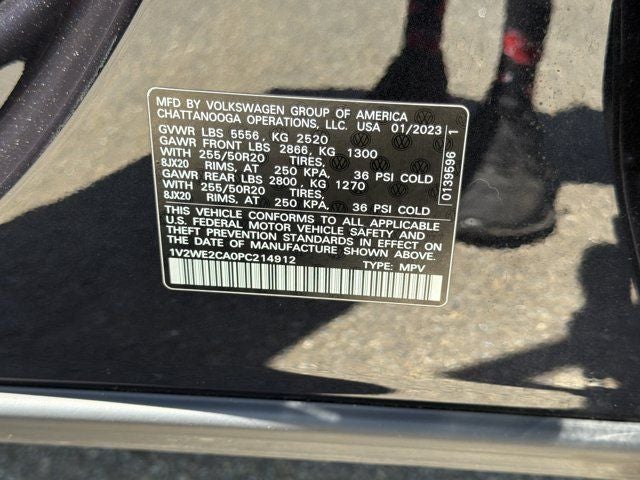 MFD BY VOLKSWAGEN GROUP OF AMERICA
CHATTANOOGA OPERATIONS, LLC. USA 01/2023
GVWR LBS 5556, KG 2520
GAWR FRONT LBS 2866, KG 1300
WITH 255/50R20 TIRES,
8JX20 RIMS, AT 250 KPA, 36 PSI COLD
GAWR REAR LBS 2800, KG 1270
WITH 255/50R20 TIRES,
8JX20 RIMS, AT 250 KPA, 36 PSI COLD
0139596 1
THIS VEHICLE CONFORMS TO ALL APPLICABLE
U.S. FEDERAL MOTOR VEHICLE SAFETY AND
THEFT PREVENTION STANDARDS IN EFFECT ON
THE DATE OF MANUFACTURE SHOWN ABOVE.
1V2WE2CA0PC214912 TYPE: MPV